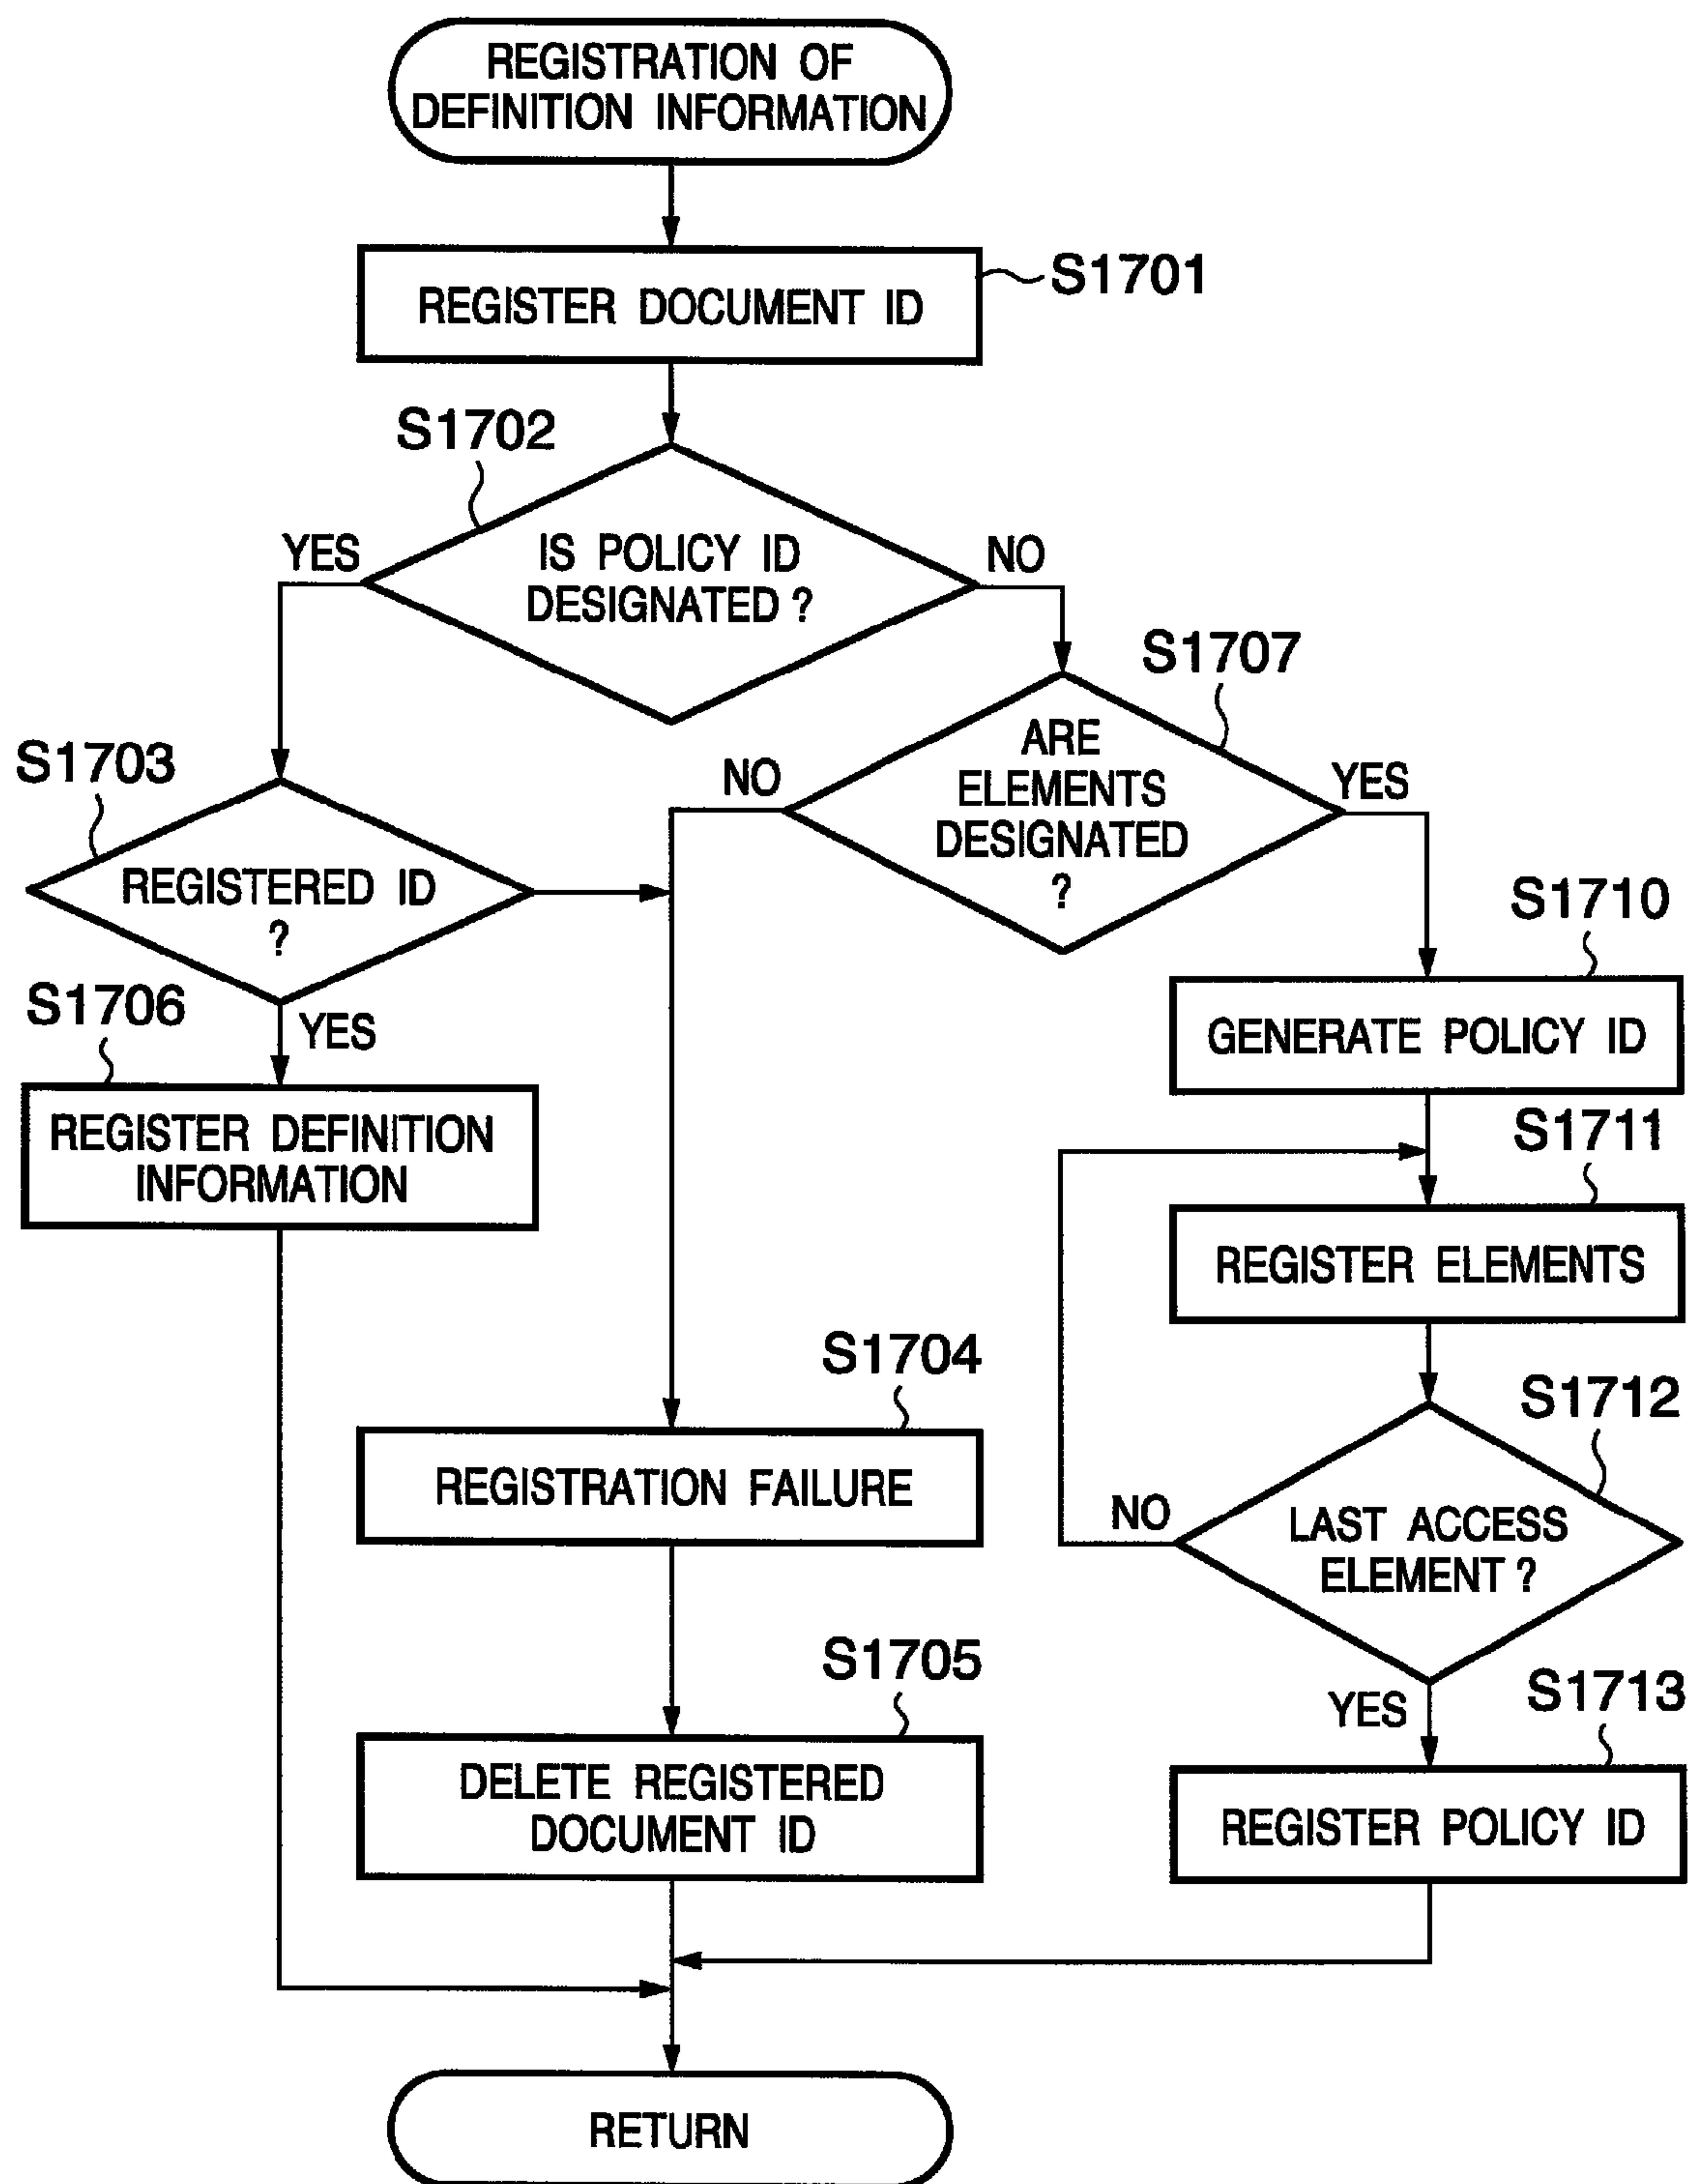 REGISTRATION OF
DEFINITION INFORMATION
REGISTER DOCUMENT ID
S1701
S1702
IS POLICY ID
DESIGNATED ?
YES
NO
S1707
ARE
ELEMENTS
DESIGNATED
?
NO
YES
S1703
REGISTERED ID
?
YES
S1706
REGISTER DEFINITION
INFORMATION
S1710
GENERATE POLICY ID
S1711
REGISTER ELEMENTS
S1704
REGISTRATION FAILURE
S1712
LAST ACCESS
ELEMENT ?
NO
YES
S1705
DELETE REGISTERED
DOCUMENT ID
S1713
REGISTER POLICY ID
RETURN